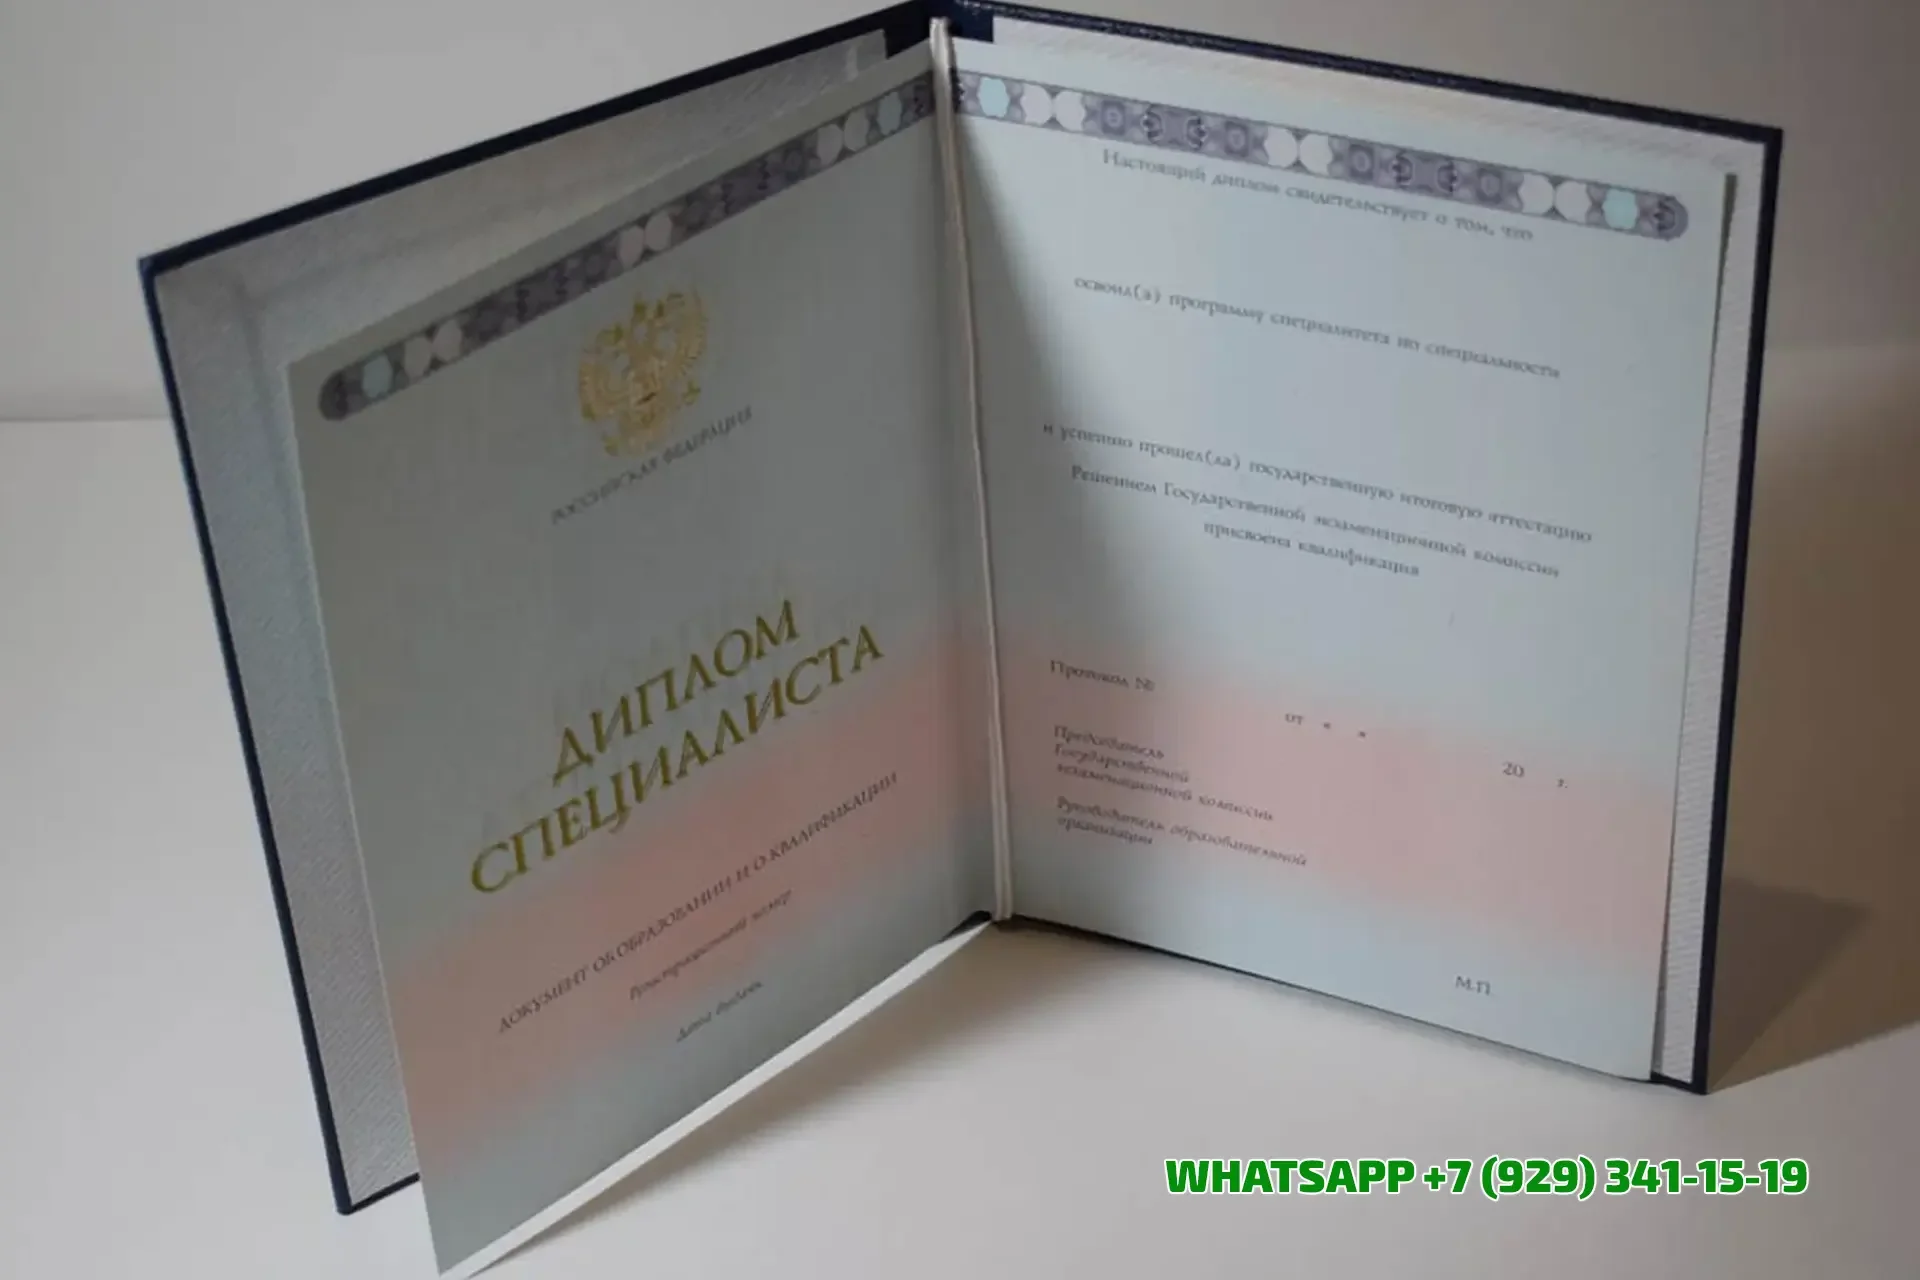 РОССИЙСКАЯ ФЕДЕРАЦИЯ
ДИПЛОМ
СПЕЦИАЛИСТА
ДОКУМЕНТ ОБ ОБРАЗОВАНИИ И О КВАЛИФИКАЦИИ
Регистрационный номер
Дата выдачи
Настоящий диплом свидетельствует о том, что
освоил(а) программу специалитета по специальности
и успешно прошел(ла) государственную итоговую аттестацию
Решением Государственной экзаменационной комиссии
присвоена квалификация
Протокол №
от « »
20 г.
Председатель
Государственной
экзаменационной комиссии
Руководитель образовательной
организации
М.П.
WHATSAPP +7 (929) 341-15-19